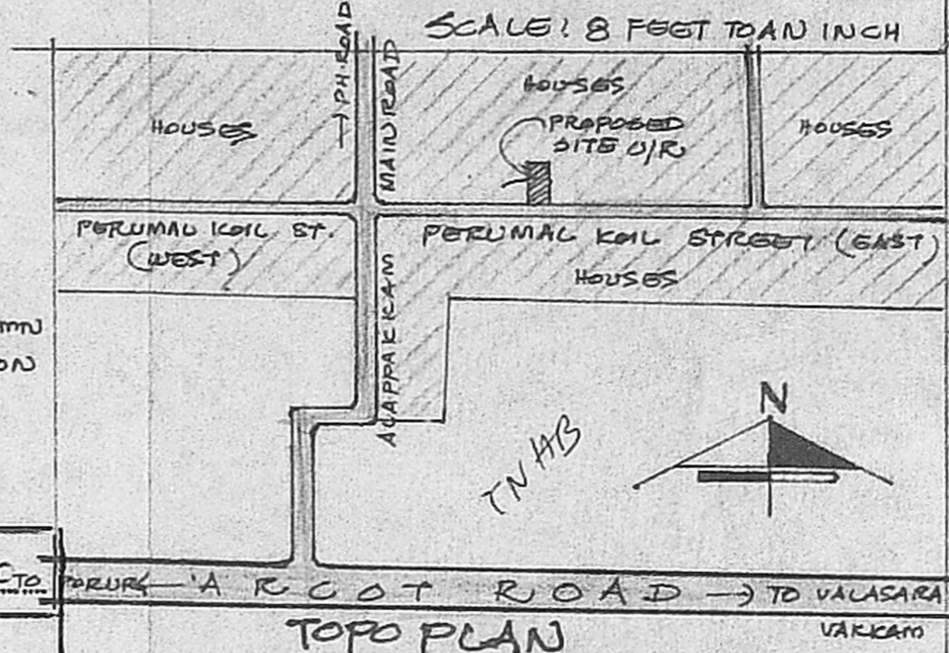 SCALE: 8 FEET TO AN INCH
→ PH. ROAD
MAIN ROAD
HOUSES
HOUSES
PROPOSED
SITE U/R
HOUSES
PERUMAL KOIL ST.
(WEST)
PERUMAL KOIL STREET (EAST)
HOUSES
ALAPPAKKAM
ON
N
TNHB
TO PORUR ← ARCOT ROAD → TO VALASARA
VAKKAM
TOPO PLAN